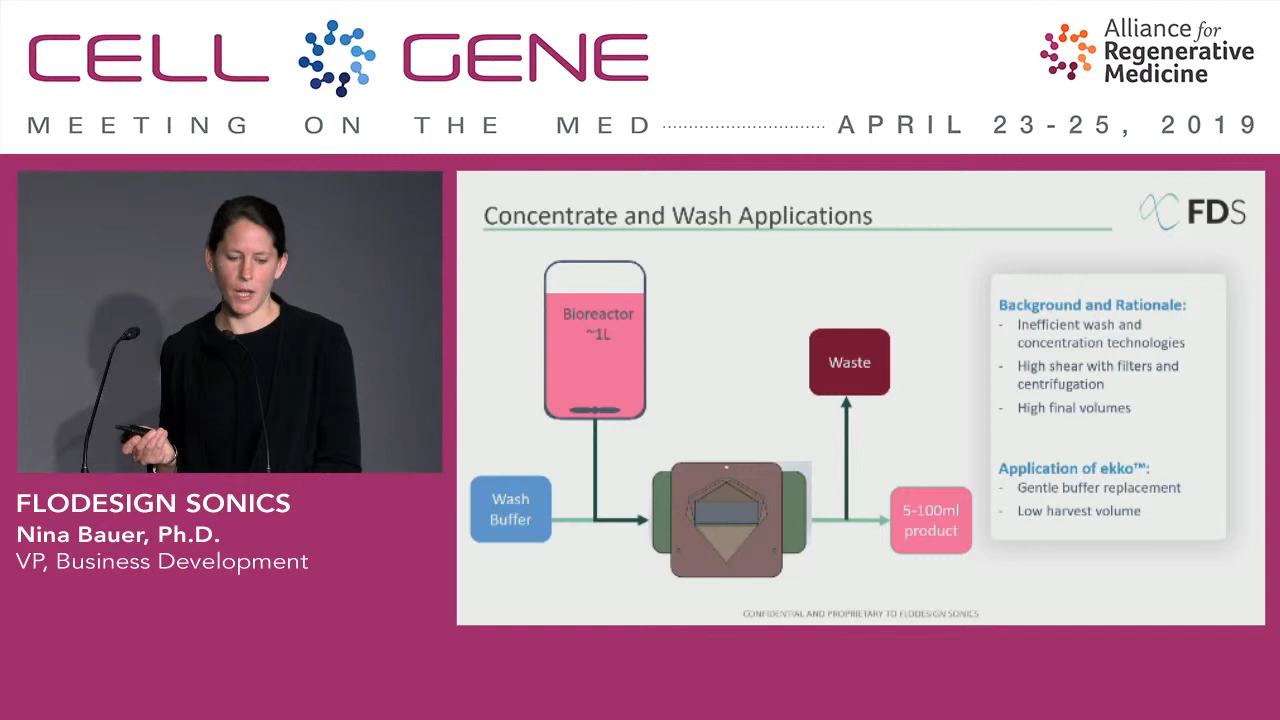 CELL GENE
MEETING ON THE MED
APRIL 23-25, 2019
Alliance for
Regenerative
Medicine
Concentrate and Wash Applications
FDS
Bioreactor
~1L
Waste
Wash
Buffer
5-100ml
product
Background and Rationale:
- Inefficient wash and
concentration technologies
- High shear with filters and
centrifugation
- High final volumes
Application of ekko™:
- Gentle buffer replacement
- Low harvest volume
CONFIDENTIAL AND PROPRIETARY TO FLODESIGN SONICS
FLODESIGN SONICS
Nina Bauer, Ph.D.
VP, Business Development